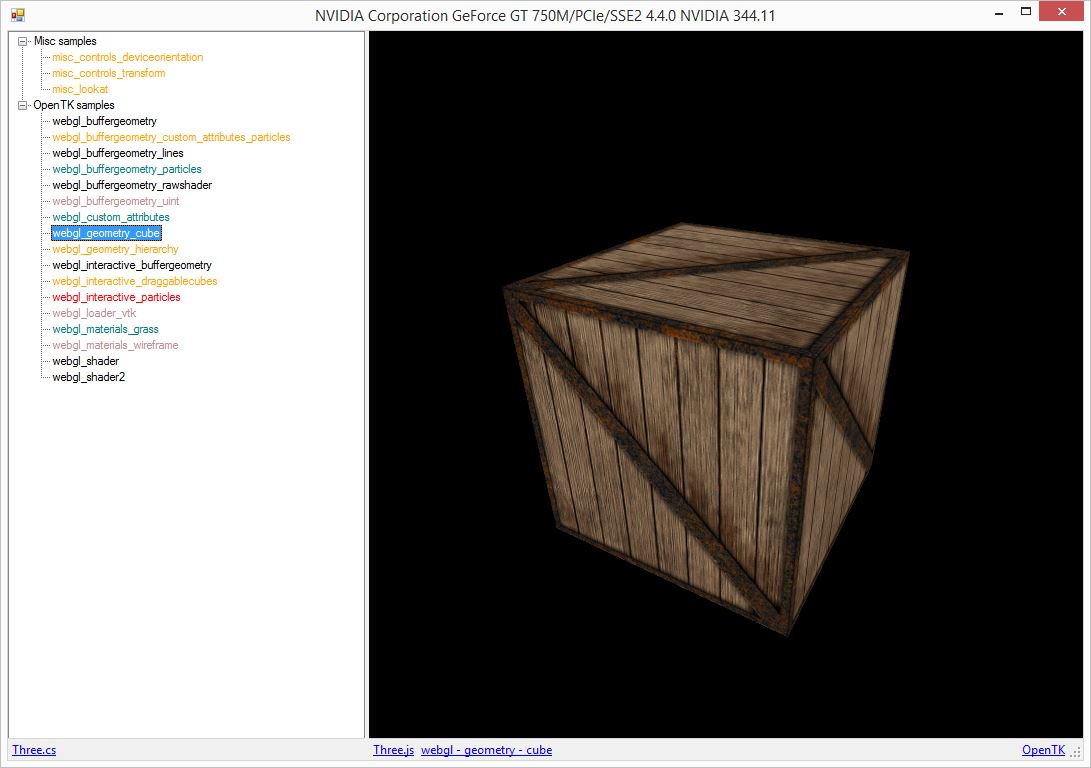 NVIDIA Corporation GeForce GT 750M/PCIe/SSE2 4.4.0 NVIDIA 344.11
Misc samples
misc_controls_deviceorientation
misc_controls_transform
misc_lookat
OpenTK samples
webgl_buffergeometry
webgl_buffergeometry_custom_attributes_particles
webgl_buffergeometry_lines
webgl_buffergeometry_particles
webgl_buffergeometry_rawshader
webgl_buffergeometry_uint
webgl_custom_attributes
webgl_geometry_cube
webgl_geometry_hierarchy
webgl_interactive_buffergeometry
webgl_interactive_draggablecubes
webgl_interactive_particles
webgl_loader_vtk
webgl_materials_grass
webgl_materials_wireframe
webgl_shader
webgl_shader2
Three.cs Three.js webgl - geometry - cube OpenTK